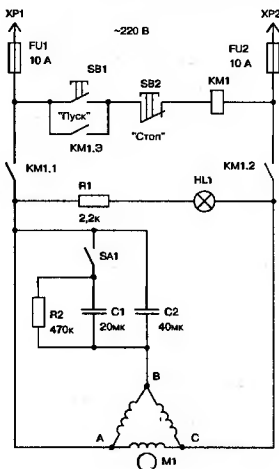 XP1 ~220 В XP2
FU1
10 А
FU2
10 А
SB1
SB2
KM1
"Пуск"
KM1.3
"Стоп"
KM1.1
KM1.2
R1
2,2к
HL1
SA1
R2
470к
C1
20мк
C2
40мк
B
A
C
M1